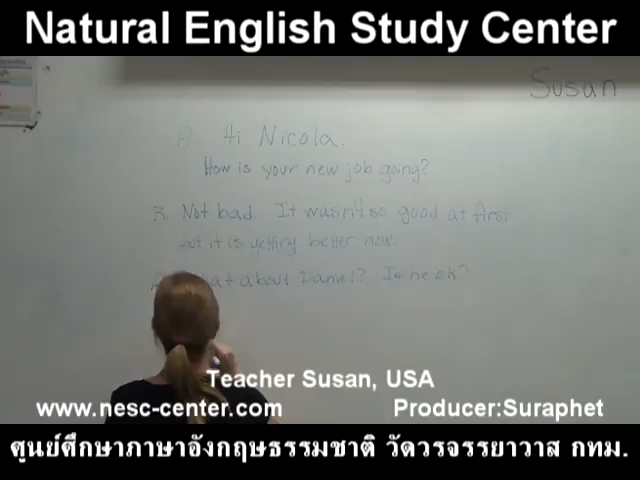 Natural English Study Center
Susan
A. Hi Nicola.
How is your new job going?
B. Not bad. It wasn't so good at first
but it is getting better now.
about Daniel? Is he ok?
Teacher Susan, USA
www.nesc-center.com Producer:Suraphet
ศูนย์ศึกษาภาษาอังกฤษธรรมชาติ วัดวรจรรยาวาส กทม.